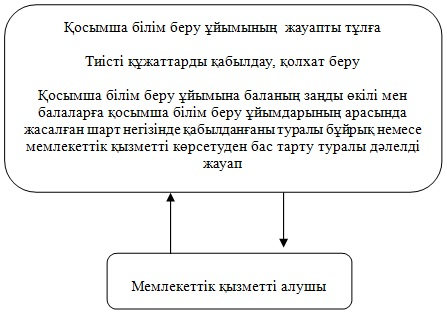 Қосымша білім беру ұйымының жауапты тұлға
Тиісті құжаттарды қабылдау, қолхат беру
Қосымша білім беру ұйымына баланың заңды өкілі мен
балаларға қосымша білім беру ұйымдарының арасында
жасалған шарт негізінде қабылданғаны туралы бұйрық немесе
мемлекеттік қызметті көрсетуден бас тарту туралы дәлелді
жауап
Мемлекеттік қызметті алушы